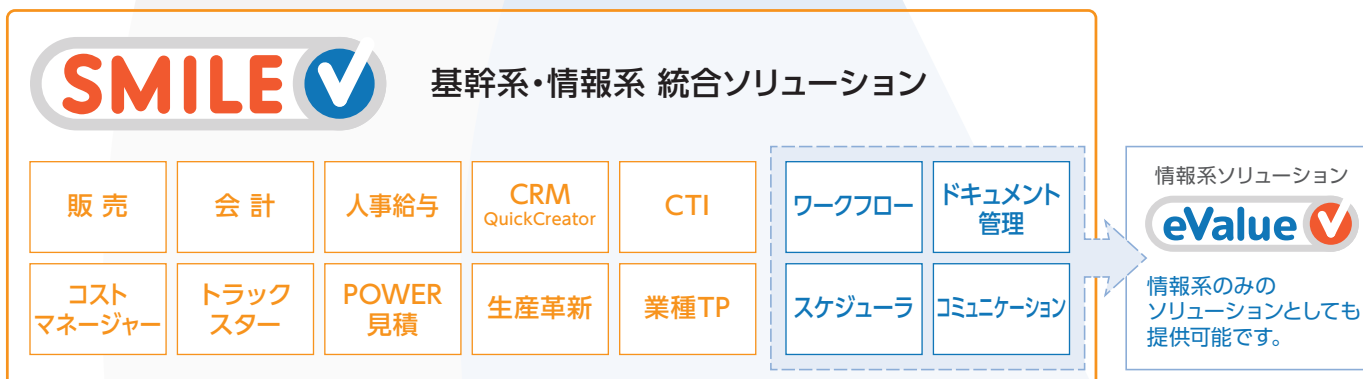 SMILE V
基幹系・情報系 統合ソリューション
販売
会計
人事給与
CRM
QuickCreator
CTI
ワークフロー
ドキュメント
管理
コスト
マネージャー
トラック
スター
POWER
見積
生産革新
業種TP
スケジューラ
コミュニケーション
情報系ソリューション
eValue V
情報系のみの
ソリューションとしても
提供可能です。